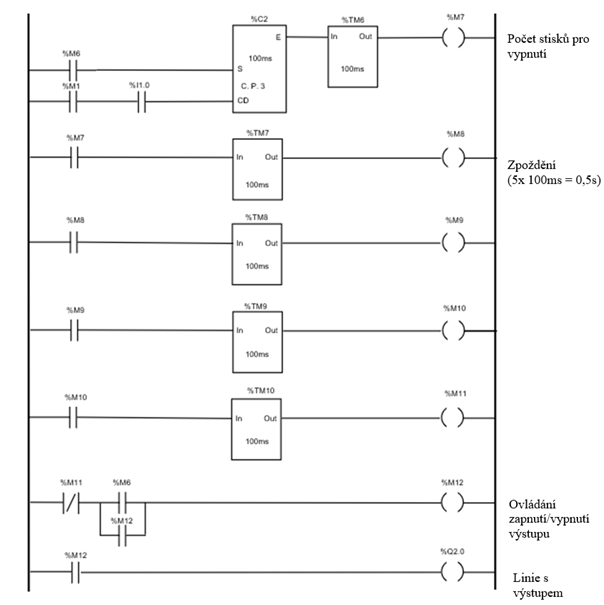 %C2
%TM6
%M7
E
In Out
Počet stisků pro
vypnutí
%M6
100ms
100ms
S
%M1
%I1.0
C. P. 3
CD
%M7
%TM7
%M8
In Out
100ms
Zpoždění
(5x 100ms = 0,5s)
%M8
%TM8
%M9
In Out
100ms
%M9
%TM9
%M10
In Out
100ms
%M10
%TM10
%M11
In Out
100ms
%M11
%M6
%M12
%M12
Ovládání
zapnutí/vypnutí
výstupu
%M12
%Q2.0
Linie s
výstupem